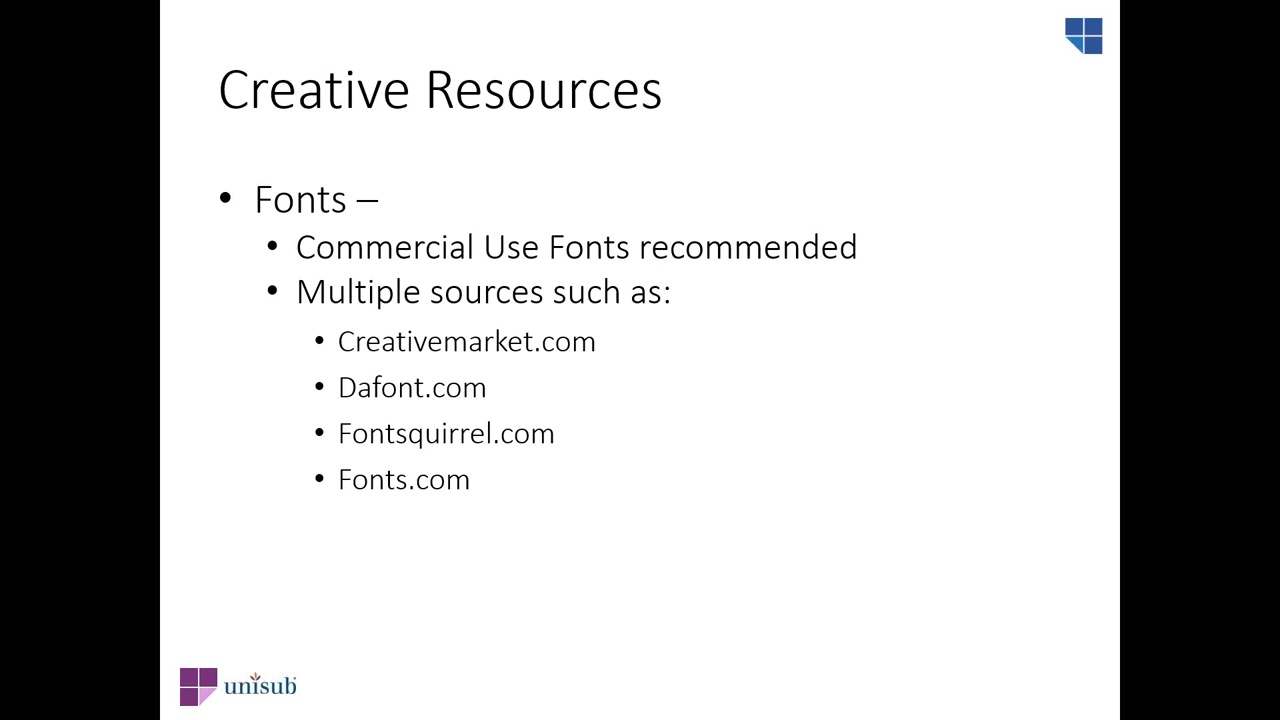 Creative Resources
• Fonts –
• Commercial Use Fonts recommended
• Multiple sources such as:
• Creativemarket.com
• Dafont.com
• Fontsquirrel.com
• Fonts.com
unisub